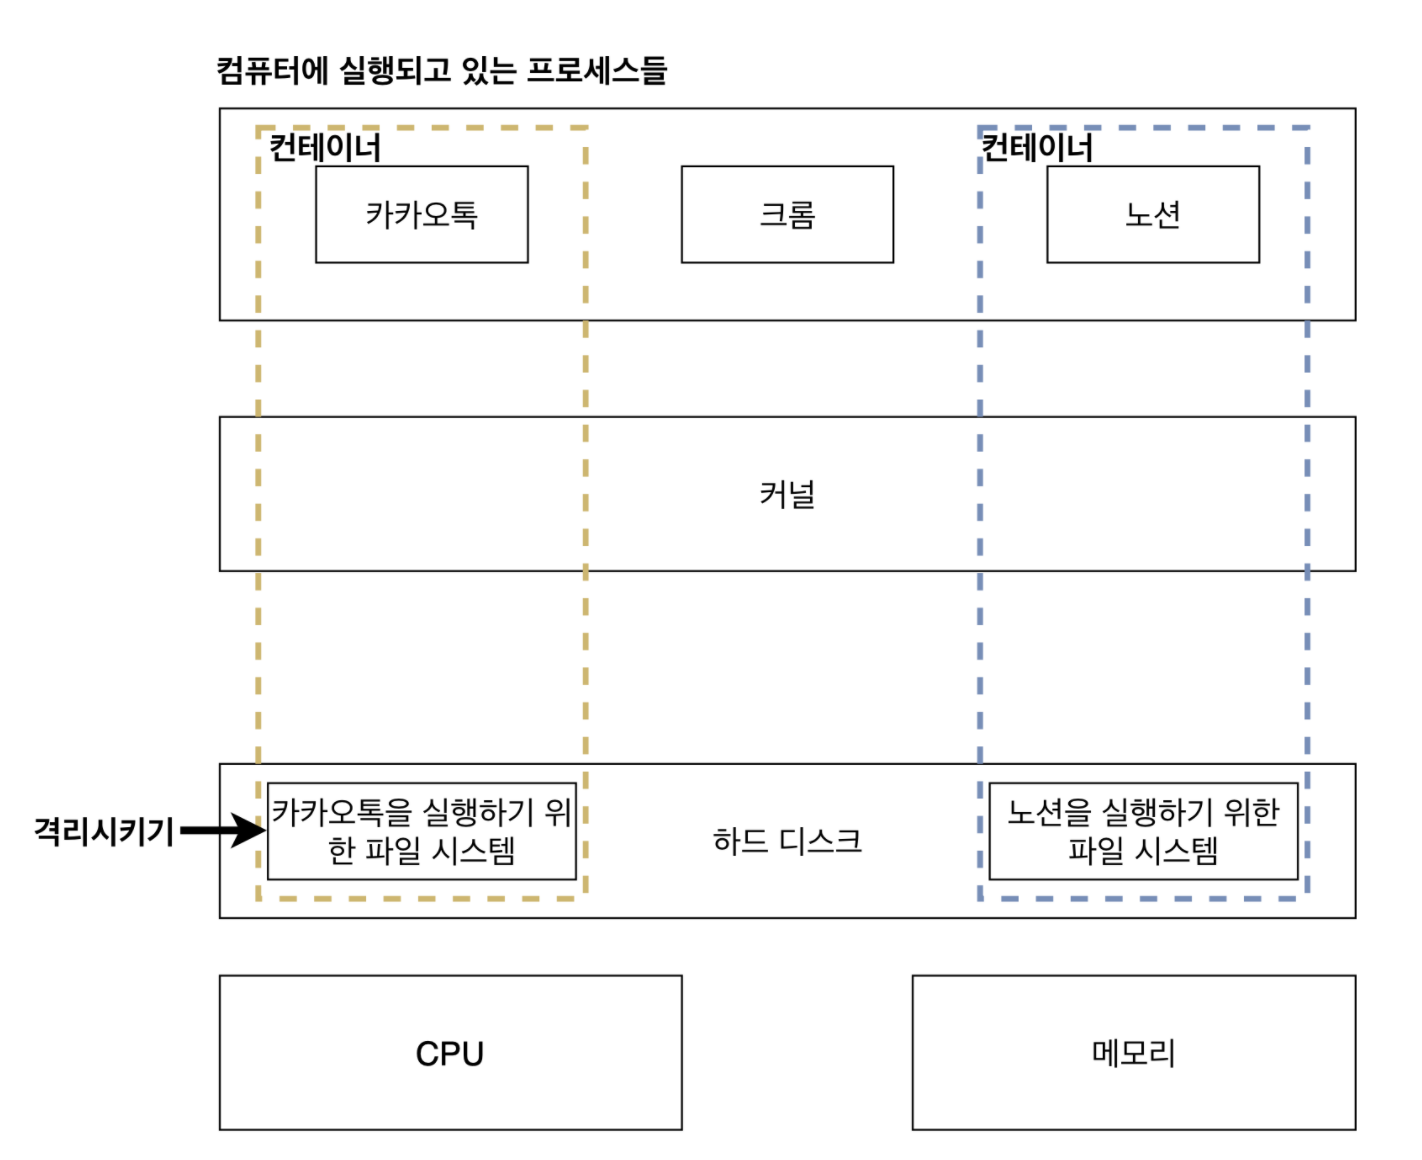 컴퓨터에 실행되고 있는 프로세스들
컨테이너
컨테이너
카카오톡
크롬
노션
커널
격리시키기
카카오톡을 실행하기 위
한 파일 시스템
하드 디스크
노션을 실행하기 위한
파일 시스템
CPU
메모리